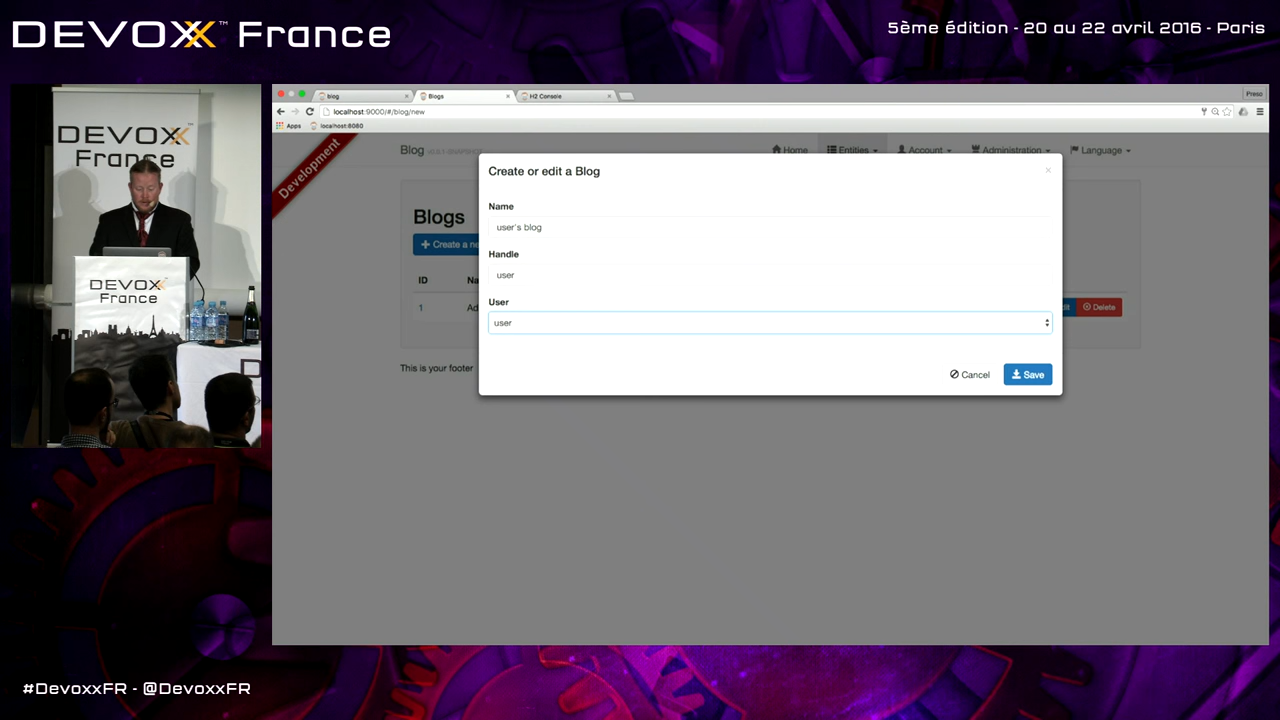 DEVOXX™ France
5ème édition - 20 au 22 avril 2016 - Paris
DEVOXX™
France
DEVOXX
France
blog
Blogs
H2 Console
Preso
localhost:9000/#/blog/new
Apps
localhost:8080
Development
Blog
Home
Entities
Account
Administration
Language
Create or edit a Blog
×
Name
user's blog
Handle
user
User
user
Cancel
Save
Blogs
+ Create a ne
ID
Na
1
Ad
dit
Delete
This is your footer
#DevoxxFR - @DevoxxFR